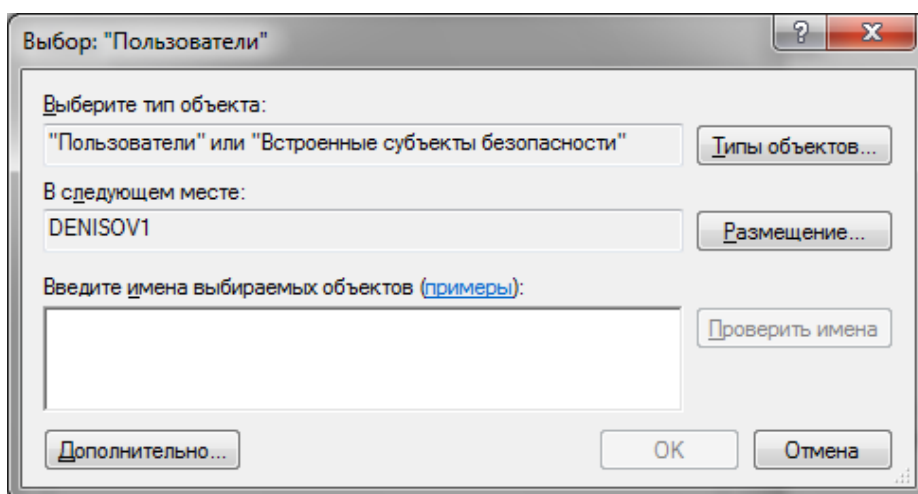 Выбор: "Пользователи"
Выберите тип объекта:
"Пользователи" или "Встроенные субъекты безопасности"
Типы объектов...
В следующем месте:
DENISOV1
Размещение...
Введите имена выбираемых объектов (примеры):
Проверить имена
Дополнительно...
ОК
Отмена